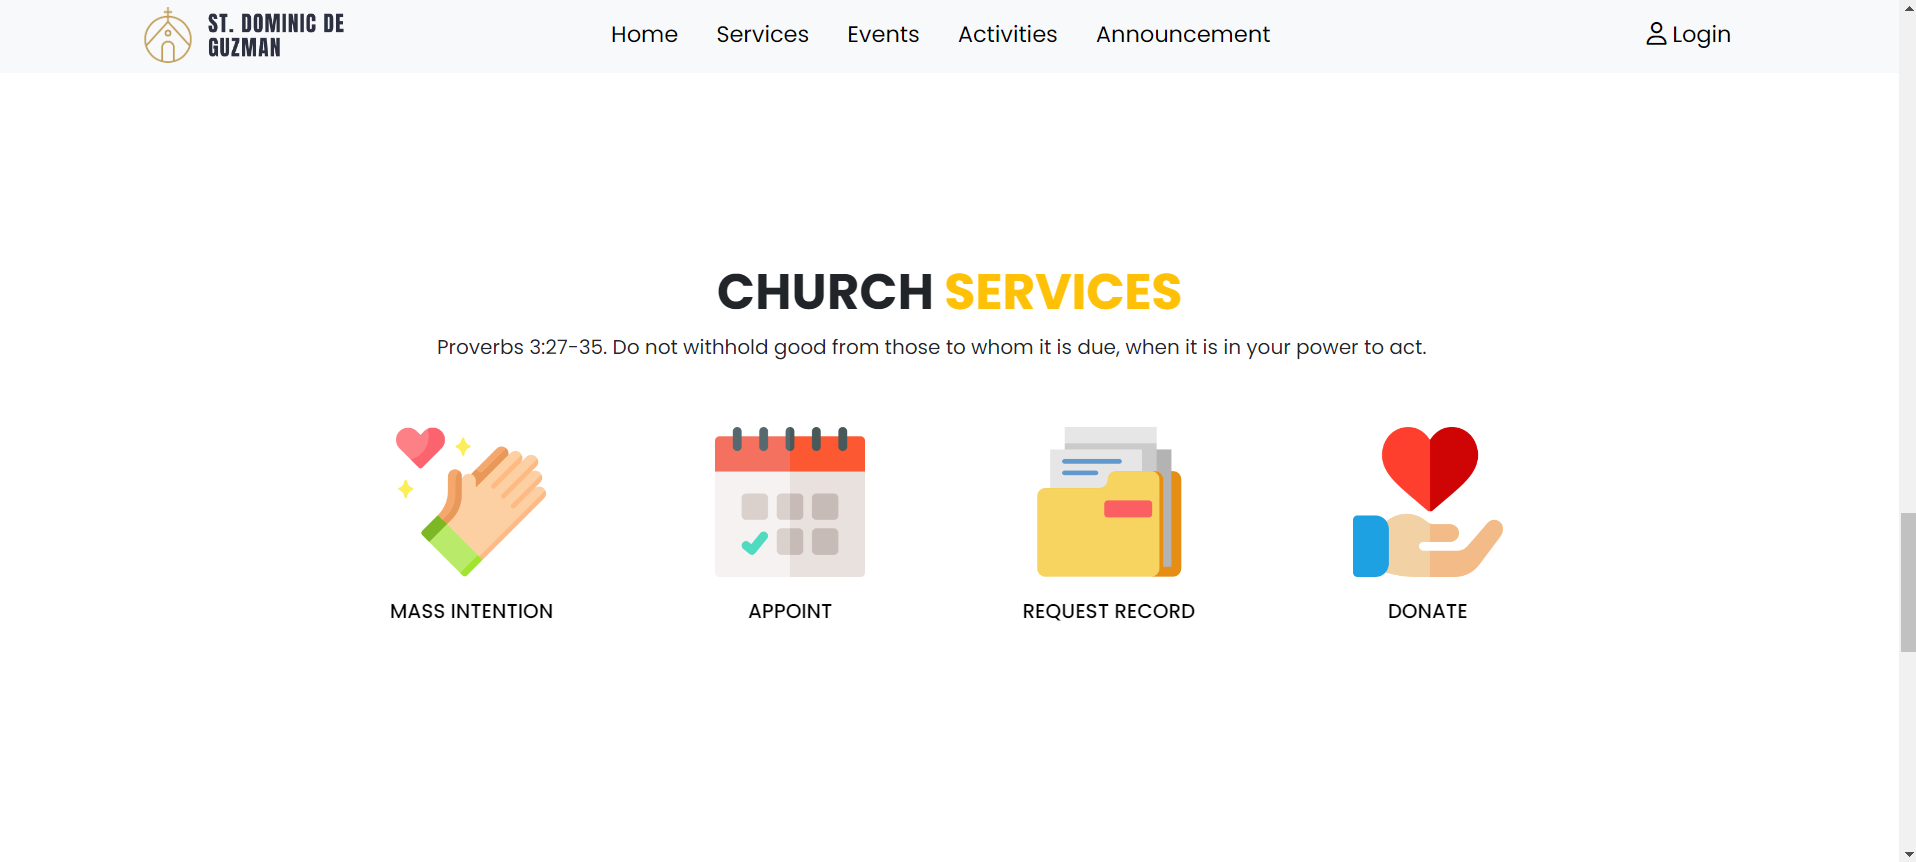 ST. DOMINIC DE
GUZMAN
Home Services Events Activities Announcement Login
CHURCH SERVICES
Proverbs 3:27-35. Do not withhold good from those to whom it is due, when it is in your power to act.
MASS INTENTION APPOINT REQUEST RECORD DONATE